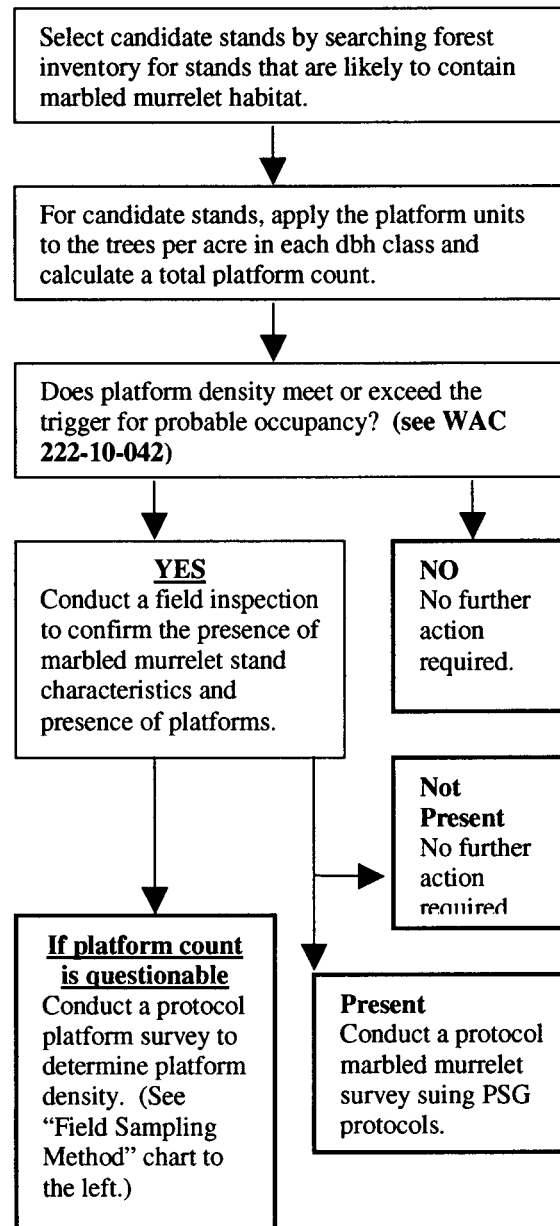 Select candidate stands by searching forest
inventory for stands that are likely to contain
marbled murrelet habitat.
For candidate stands, apply the platform units
to the trees per acre in each dbh class and
calculate a total platform count.
Does platform density meet or exceed the
trigger for probable occupancy? (see WAC
222-10-042)
YES
Conduct a field inspection
to confirm the presence of
marbled murrelet stand
characteristics and
presence of platforms.
NO
No further
action
required.
Not
Present
No further
action
required
If platform count
is questionable
Conduct a protocol
platform survey to
determine platform
density. (See
“Field Sampling
Method” chart to
the left.)
Present
Conduct a protocol
marbled murrelet
survey suing PSG
protocols.